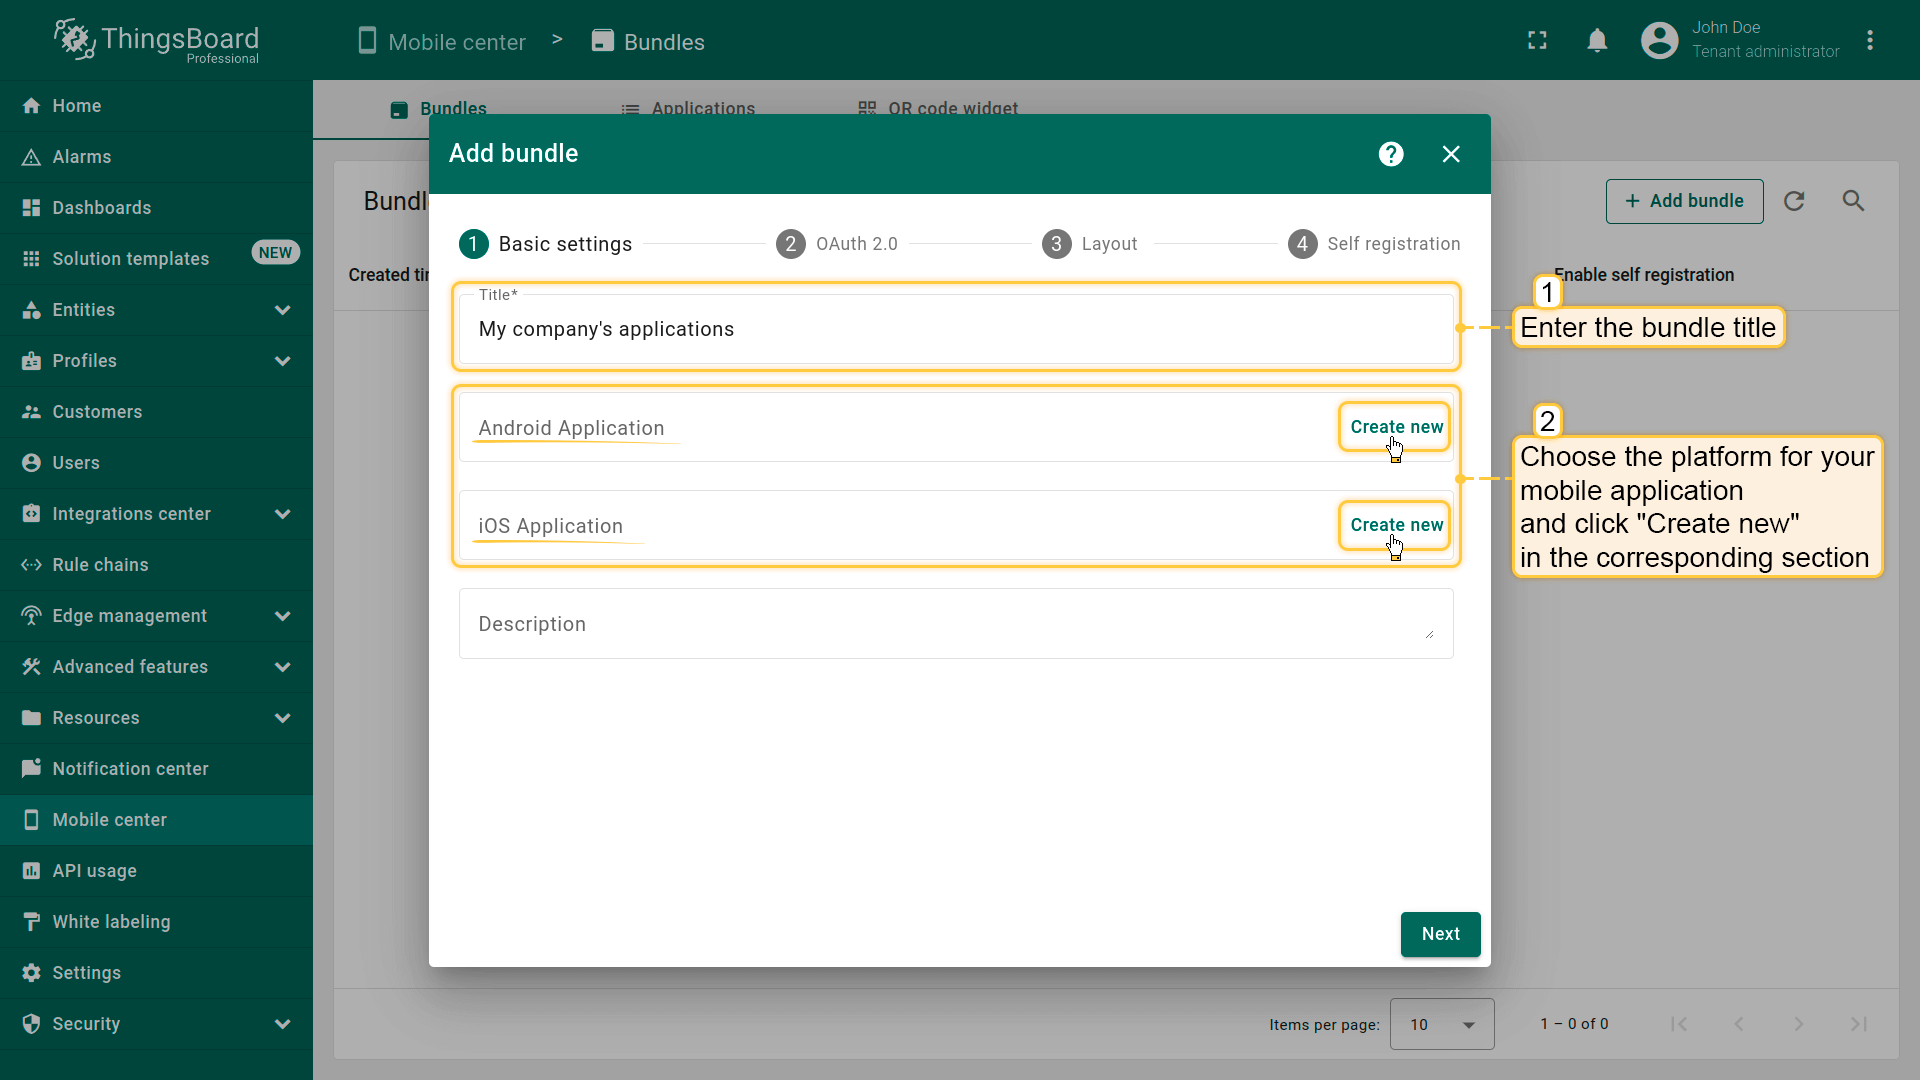 ThingsBoard
Professional
Mobile center > Bundles
John Doe
Tenant administrator
Home
Alarms
Dashboards
Solution templates NEW
Entities
Profiles
Customers
Users
Integrations center
Rule chains
Edge management
Advanced features
Resources
Notification center
Mobile center
API usage
White labeling
Settings
Security
Bundles Applications QR code widget
Add bundle
Add bundle
Created
1 Basic settings 2 OAuth 2.0 3 Layout 4 Self registration
Enable self registration
Title*
My company's applications
1
Enter the bundle title
Android Application Create new
iOS Application Create new
2
Choose the platform for your
mobile application
and click "Create new"
in the corresponding section
Description
Next
Items per page: 10 1 – 0 of 0